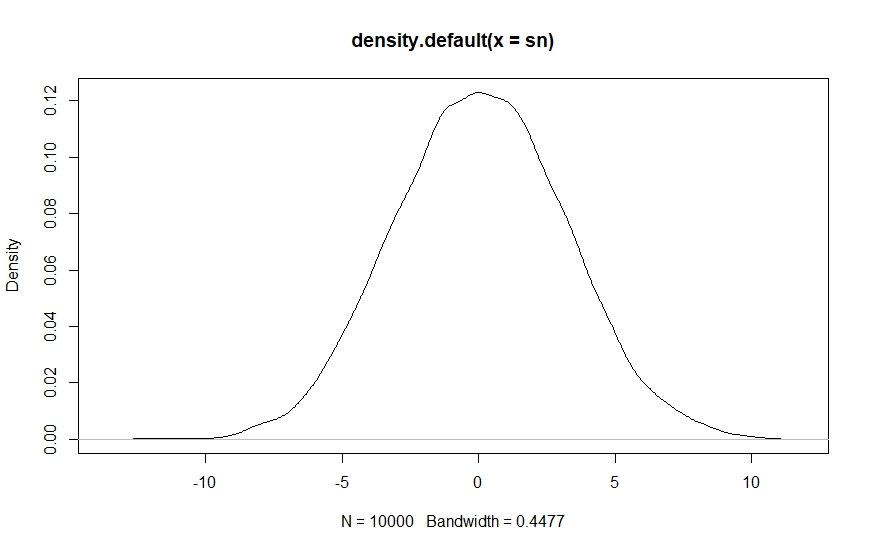 density.default(x = sn)
Density
0.12
0.10
0.08
0.06
0.04
0.02
0.00
-10 -5 0 5 10
N = 10000 Bandwidth = 0.4477